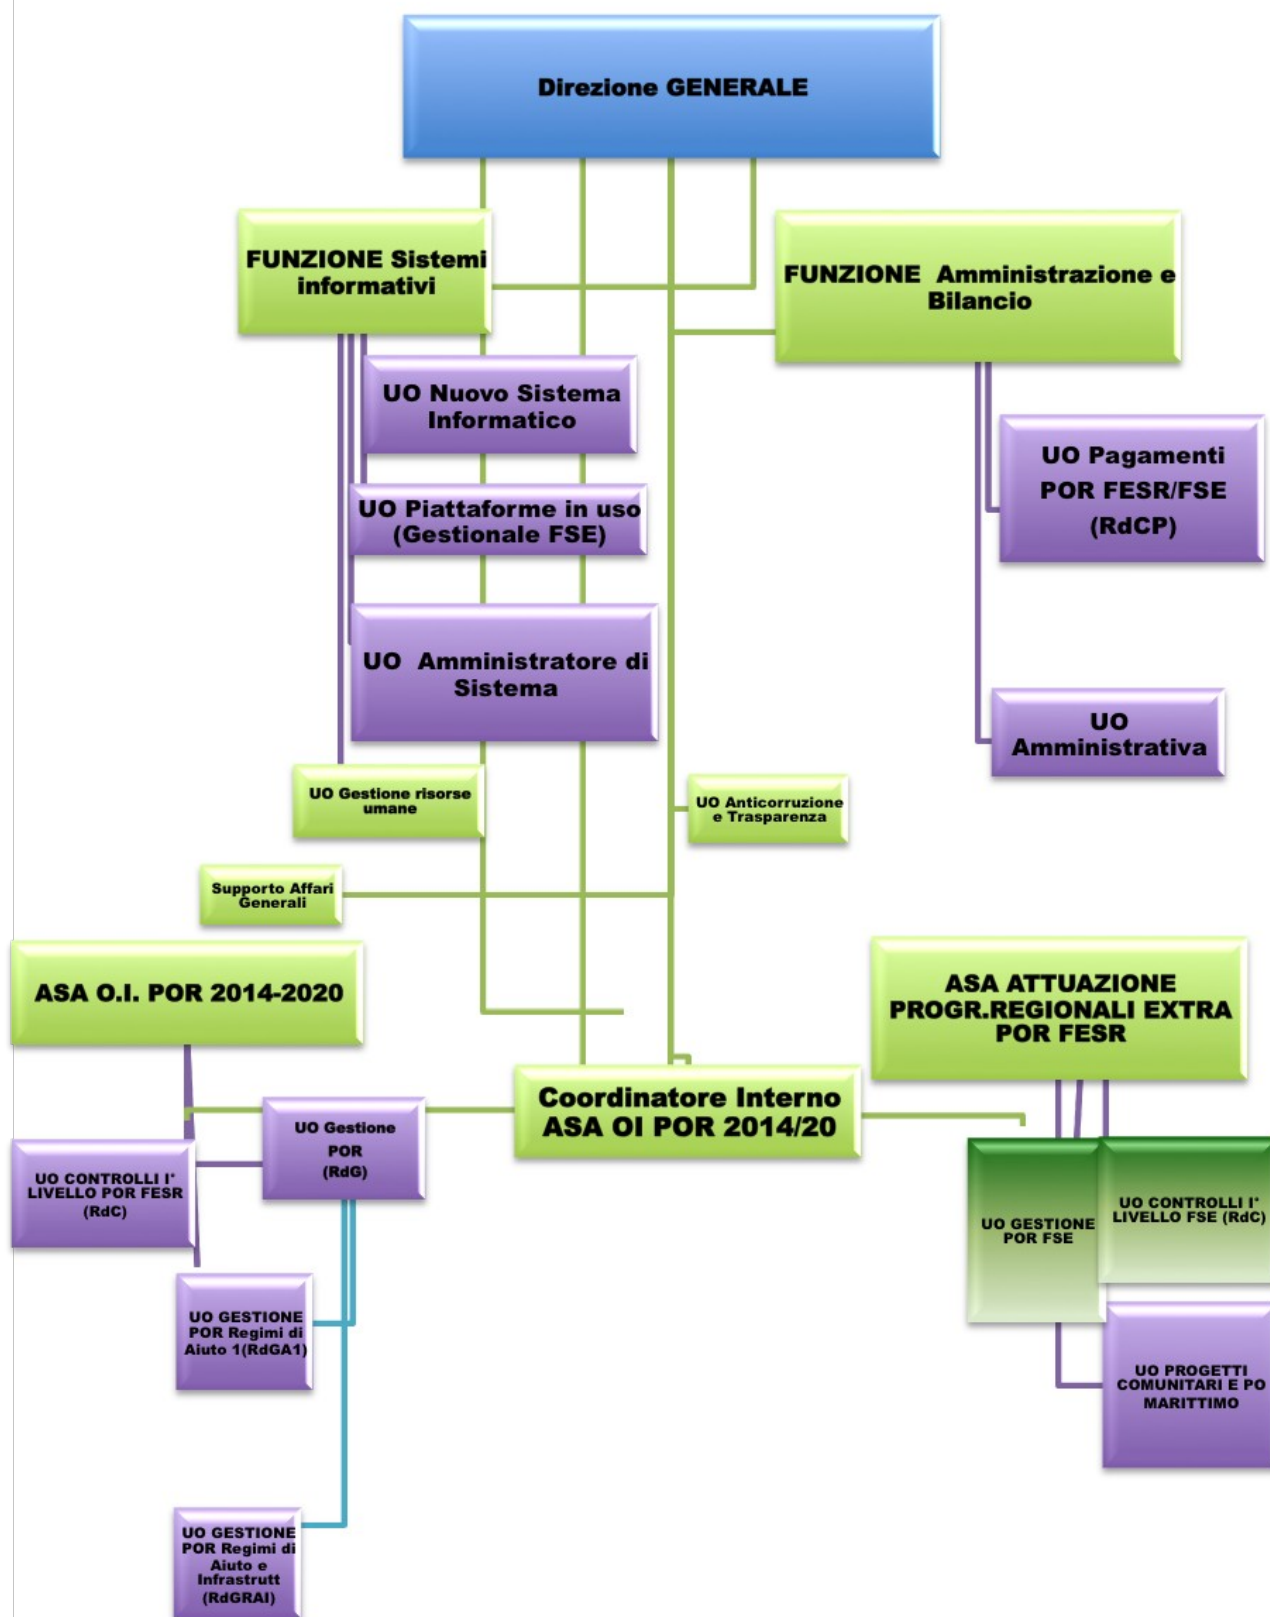 Direzione GENERALE
FUNZIONE Sistemi
informativi
FUNZIONE Amministrazione e
Bilancio
UO Nuovo Sistema
Informatico
UO Pagamenti
POR FESR/FSE
(RdCP)
UO Piattaforme in uso
(Gestionale FSE)
UO Amministratore di
Sistema
UO
Amministrativa
UO Gestione risorse
umane
UO Anticorruzione
e Trasparenza
Supporto Affari
Generali
ASA O.I. POR 2014-2020
ASA ATTUAZIONE
PROGR.REGIONALI EXTRA
POR FESR
Coordinatore Interno
ASA OI POR 2014/20
UO Gestione
POR
(RdG)
UO CONTROLLI I°
LIVELLO POR FESR
(RdC)
UO GESTIONE
POR FSE
UO CONTROLLI I°
LIVELLO FSE (RdC)
UO GESTIONE
POR Regimi di
Aiuto 1(RdGA1)
UO PROGETTI
COMUNITARI E PO
MARITTIMO
UO GESTIONE
POR Regimi di
Aiuto e
Infrastrutt
(RdGRAI)